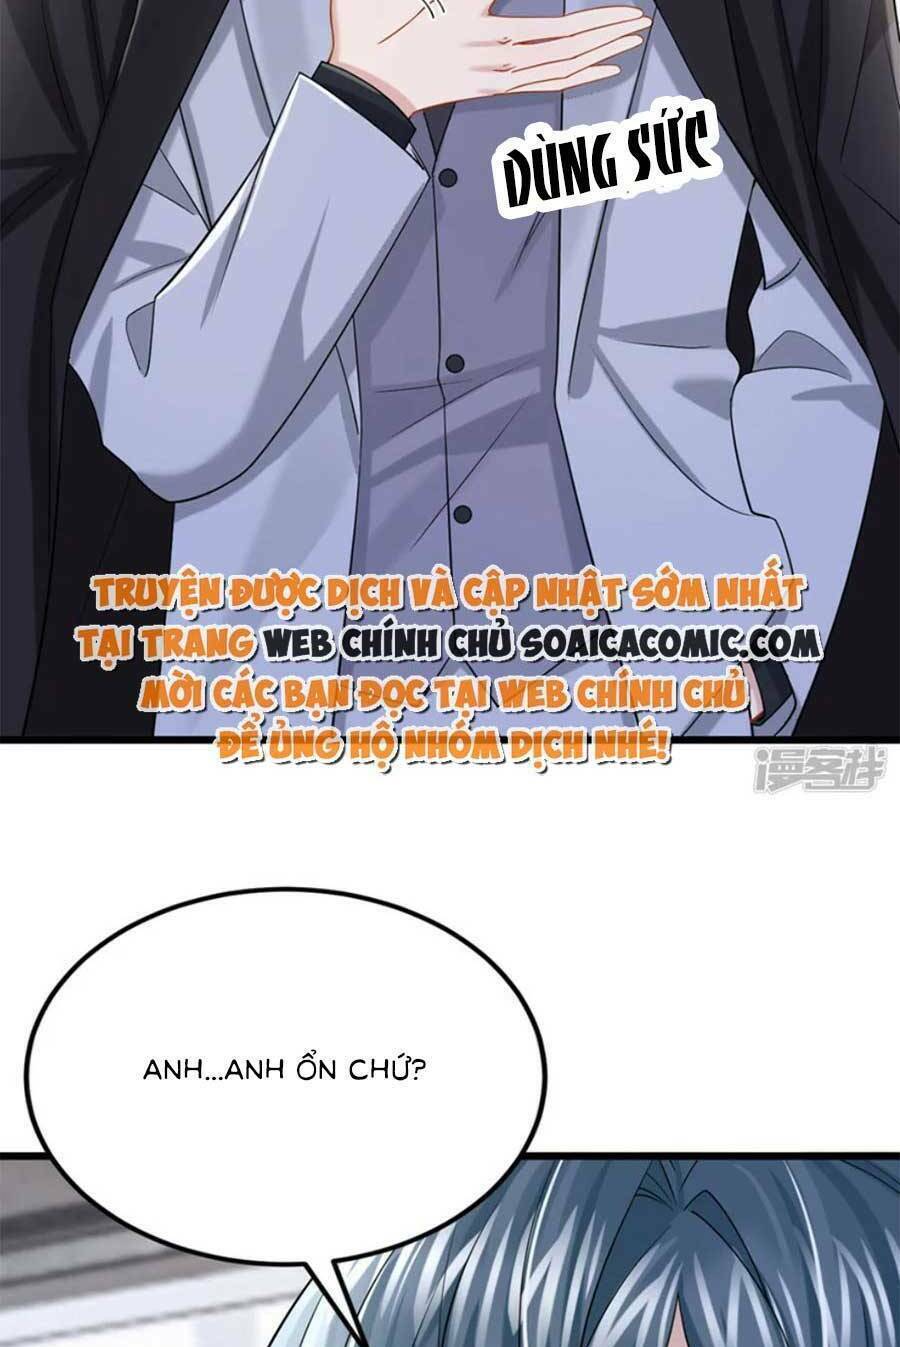 DÙNG SỨC
TRUYỆN ĐƯỢC DỊCH VÀ CẬP NHẬT SỚM NHẤT
TẠI TRANG WEB CHÍNH CHỦ SOAICACOMIC.COM
MỜI CÁC BẠN ĐỌC TẠI WEB CHÍNH CHỦ
ĐỂ ỦNG HỘ NHÓM DỊCH NHÉ!
漫客栈
ANH...ANH ỔN CHỨ?